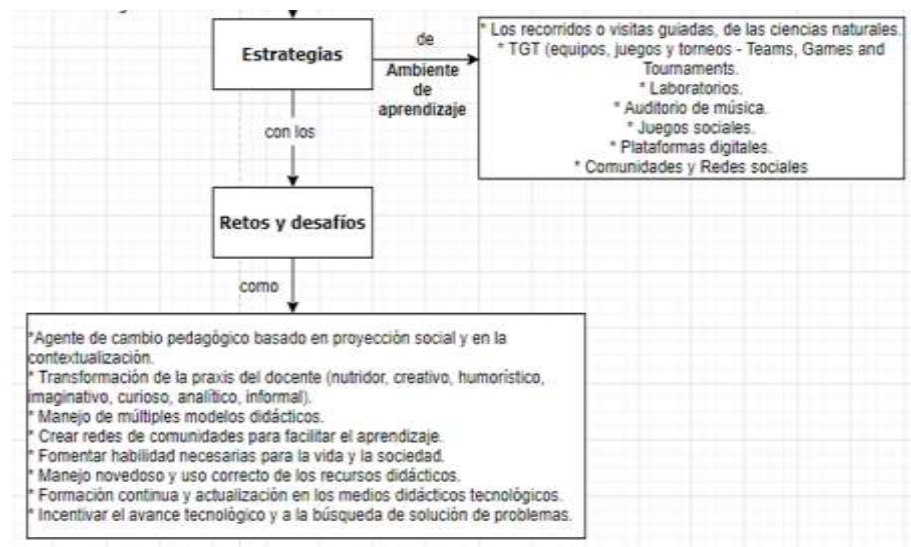 Estrategias
de
Ambiente
de
aprendizaje
* Los recorridos o visitas guiadas, de las ciencias naturales.
* TGT (equipos, juegos y torneos - Teams, Games and
Tournaments.
* Laboratorios.
* Auditorio de música.
* Juegos sociales.
* Plataformas digitales.
* Comunidades y Redes sociales
con los
Retos y desafíos
como
*Agente de cambio pedagógico basado en proyección social y en la
contextualización.
* Transformación de la praxis del docente (nutridor, creativo, humorístico,
imaginativo, curioso, analítico, informal).
* Manejo de múltiples modelos didácticos.
* Crear redes de comunidades para facilitar el aprendizaje.
* Fomentar habilidad necesarias para la vida y la sociedad.
* Manejo novedoso y uso correcto de los recursos didácticos.
* Formación continua y actualización en los medios didácticos tecnológicos.
* Incentivar el avance tecnológico y a la búsqueda de solución de problemas.